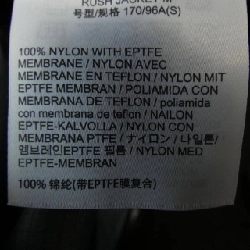 RUSH JACKET M
号型/规格 170/96A(S)
100% NYLON WITH EPTFE
MEMBRANE / NYLON AVEC
MEMBRANE EN TEFLON / NYLON MIT
EPTFE MEMBRAN / POLIAMIDA CON
MEMBRANA DE TEFLON / poliamida
con membrana de teflon / NAILON
EPTFE-KALVOLLA / NYLON(A)
MEMBRANA PTFE / ナイロン / 나일론/
엠브레인EPTFE 필름 / NYLON MED
EPTFE-MEMBRAN
100% 锦纶(带EPTFE膜复合)